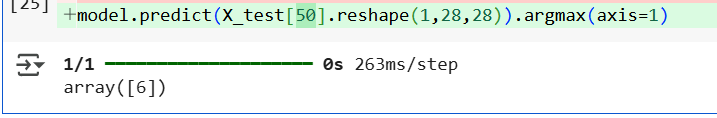 [25]
+model.predict(X_test[50].reshape(1,28,28)).argmax(axis=1)
1/1 ━━━━━━━━━━━━━━━━━━━━ 0s 263ms/step
array([6])